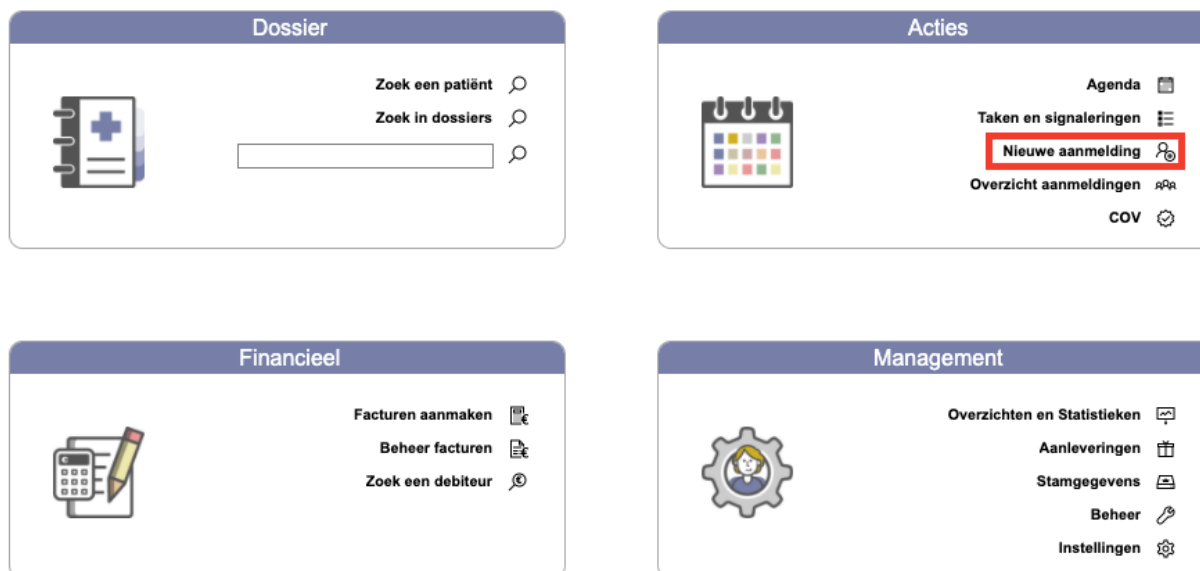 Dossier
Zoek een patiënt
Zoek in dossiers
Acties
Agenda
Taken en signaleringen
Nieuwe aanmelding
Overzicht aanmeldingen
COV
Financieel
Facturen aanmaken
Beheer facturen
Zoek een debiteur
Management
Overzichten en Statistieken
Aanleveringen
Stamgegevens
Beheer
Instellingen